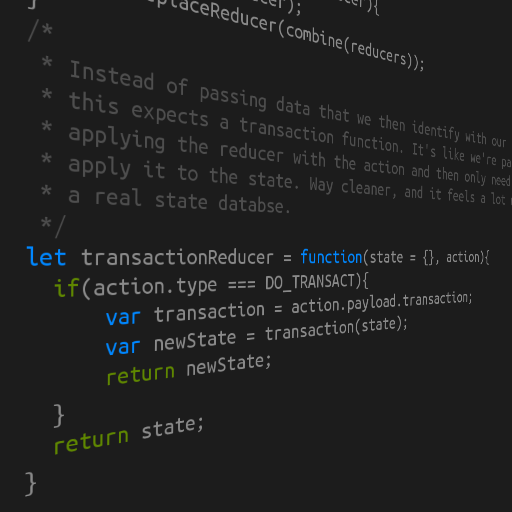 }
placeReducer(combine(reducers));
/*
* Instead of passing data that we then identify with our
* this expects a transaction function. It's like we're
* applying the reducer with the action and then only need
* apply it to the state. Way cleaner, and it feels a lot
* a real state databse.
*/
let transactionReducer = function(state = {}, action){
if(action.type === DO_TRANSACT){
var transaction = action.payload.transaction;
var newState = transaction(state);
return newState;
}
return state;
}